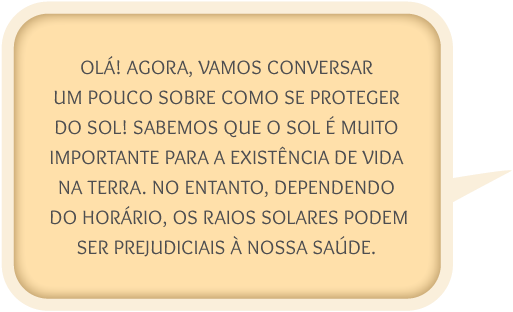 OLÁ! AGORA, VAMOS CONVERSAR
UM POUCO SOBRE COMO SE PROTEGER
DO SOL! SABEMOS QUE O SOL É MUITO
IMPORTANTE PARA A EXISTÊNCIA DE VIDA
NA TERRA. NO ENTANTO, DEPENDENDO
DO HORÁRIO, OS RAIOS SOLARES PODEM
SER PREJUDICIAIS À NOSSA SAÚDE.